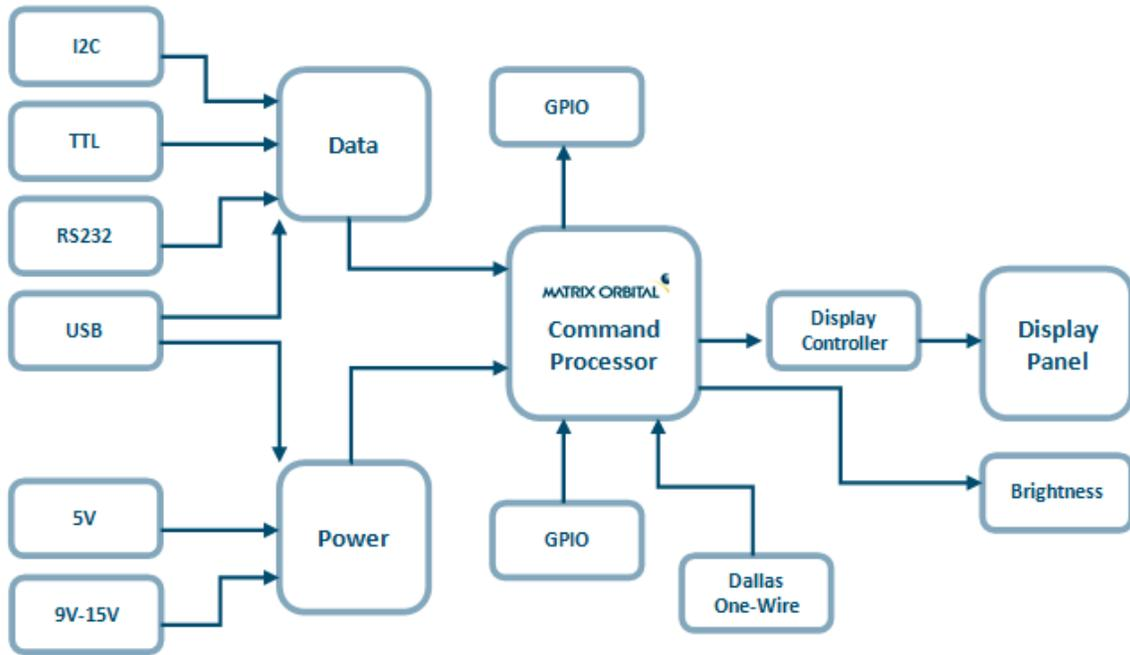 I2C
TTL
RS232
USB
5V
9V-15V
Data
Power
GPIO
MATRIX ORBITAL
Command
Processor
GPIO
Dallas
One-Wire
Display
Controller
Display
Panel
Brightness